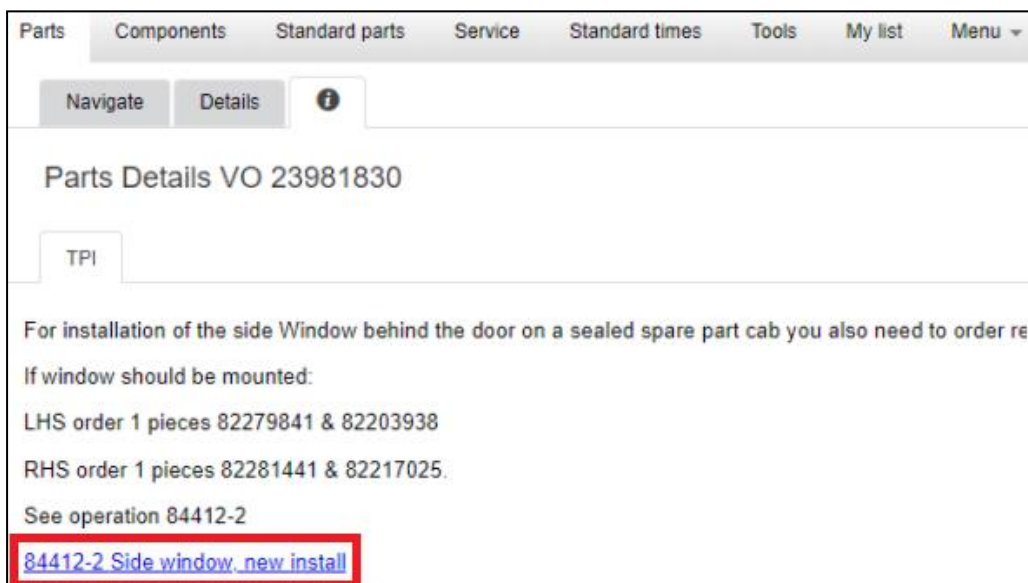 Parts Components Standard parts Service Standard times Tools My list Menu
Navigate Details
Parts Details VO 23981830
TPI
For installation of the side Window behind the door on a sealed spare part cab you also need to order re
If window should be mounted:
LHS order 1 pieces 82279841 & 82203938
RHS order 1 pieces 82281441 & 82217025.
See operation 84412-2
84412-2 Side window, new install